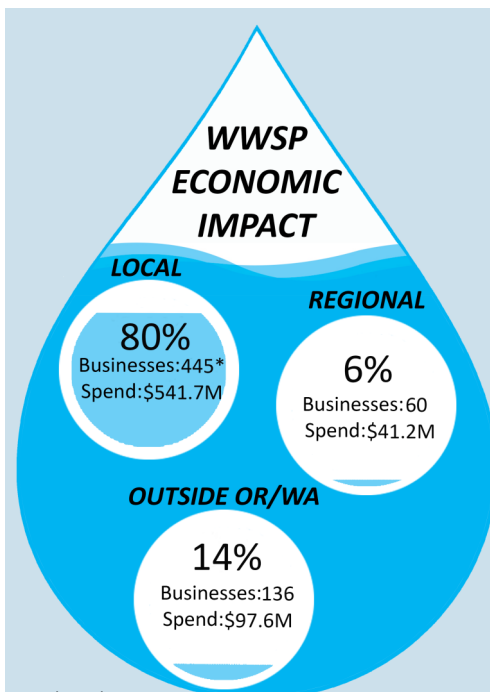 WWSP
ECONOMIC
IMPACT
LOCAL
80%
Businesses:445*
Spend:$541.7M
REGIONAL
6%
Businesses:60
Spend:$41.2M
OUTSIDE OR/WA
14%
Businesses:136
Spend:$97.6M